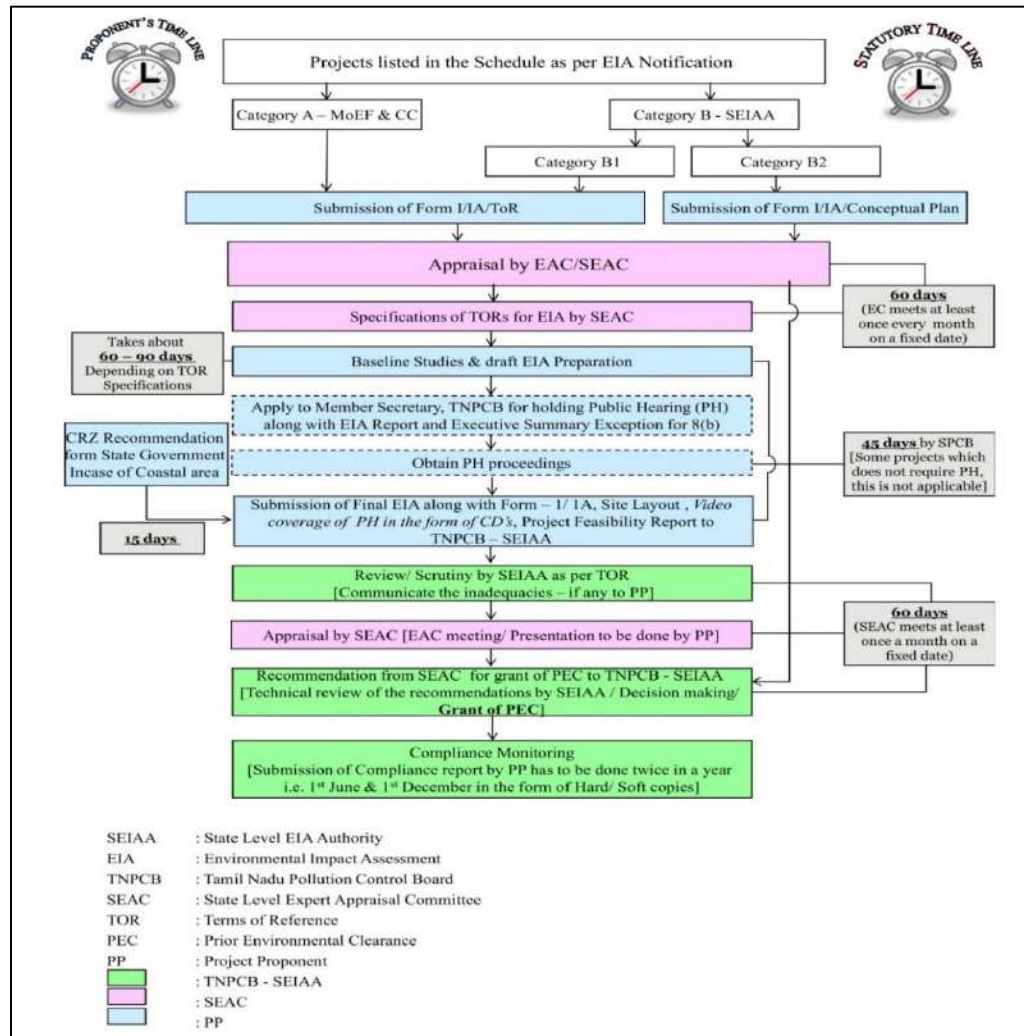 PROPONENT'S TIME LINE
STATUTORY TIME LINE
Projects listed in the Schedule as per EIA Notification
Category A – MoEF & CC
Category B - SEIAA
Category B1
Category B2
Submission of Form I/IA/ToR
Submission of Form I/IA/Conceptual Plan
Appraisal by EAC/SEAC
60 days
(EC meets at least
once every month
on a fixed date)
Specifications of TORs for EIA by SEAC
Takes about
60 – 90 days
Depending on TOR
Specifications
Baseline Studies & draft EIA Preparation
Apply to Member Secretary, TNPCB for holding Public Hearing (PH)
along with EIA Report and Executive Summary Exception for 8(b)
CRZ Recommendation
form State Government
Incase of Coastal area
Obtain PH proceedings
45 days by SPCB
[Some projects which
does not require PH,
this is not applicable]
15 days
Submission of Final EIA along with Form – 1/ 1A, Site Layout , Video
coverage of PH in the form of CD's, Project Feasibility Report to
TNPCB – SEIAA
Review/ Scrutiny by SEIAA as per TOR
[Communicate the inadequacies – if any to PP]
60 days
(SEAC meets at least
once a month on a
fixed date)
Appraisal by SEAC [EAC meeting/ Presentation to be done by PP]
Recommendation from SEAC for grant of PEC to TNPCB - SEIAA
[Technical review of the recommendations by SEIAA / Decision making/
Grant of PEC]
Compliance Monitoring
[Submission of Compliance report by PP has to be done twice in a year
i.e. 1st June & 1st December in the form of Hard/ Soft copies]
SEIAA : State Level EIA Authority
EIA : Environmental Impact Assessment
TNPCB : Tamil Nadu Pollution Control Board
SEAC : State Level Expert Appraisal Committee
TOR : Terms of Reference
PEC : Prior Environmental Clearance
PP : Project Proponent
: TNPCB - SEIAA
: SEAC
: PP